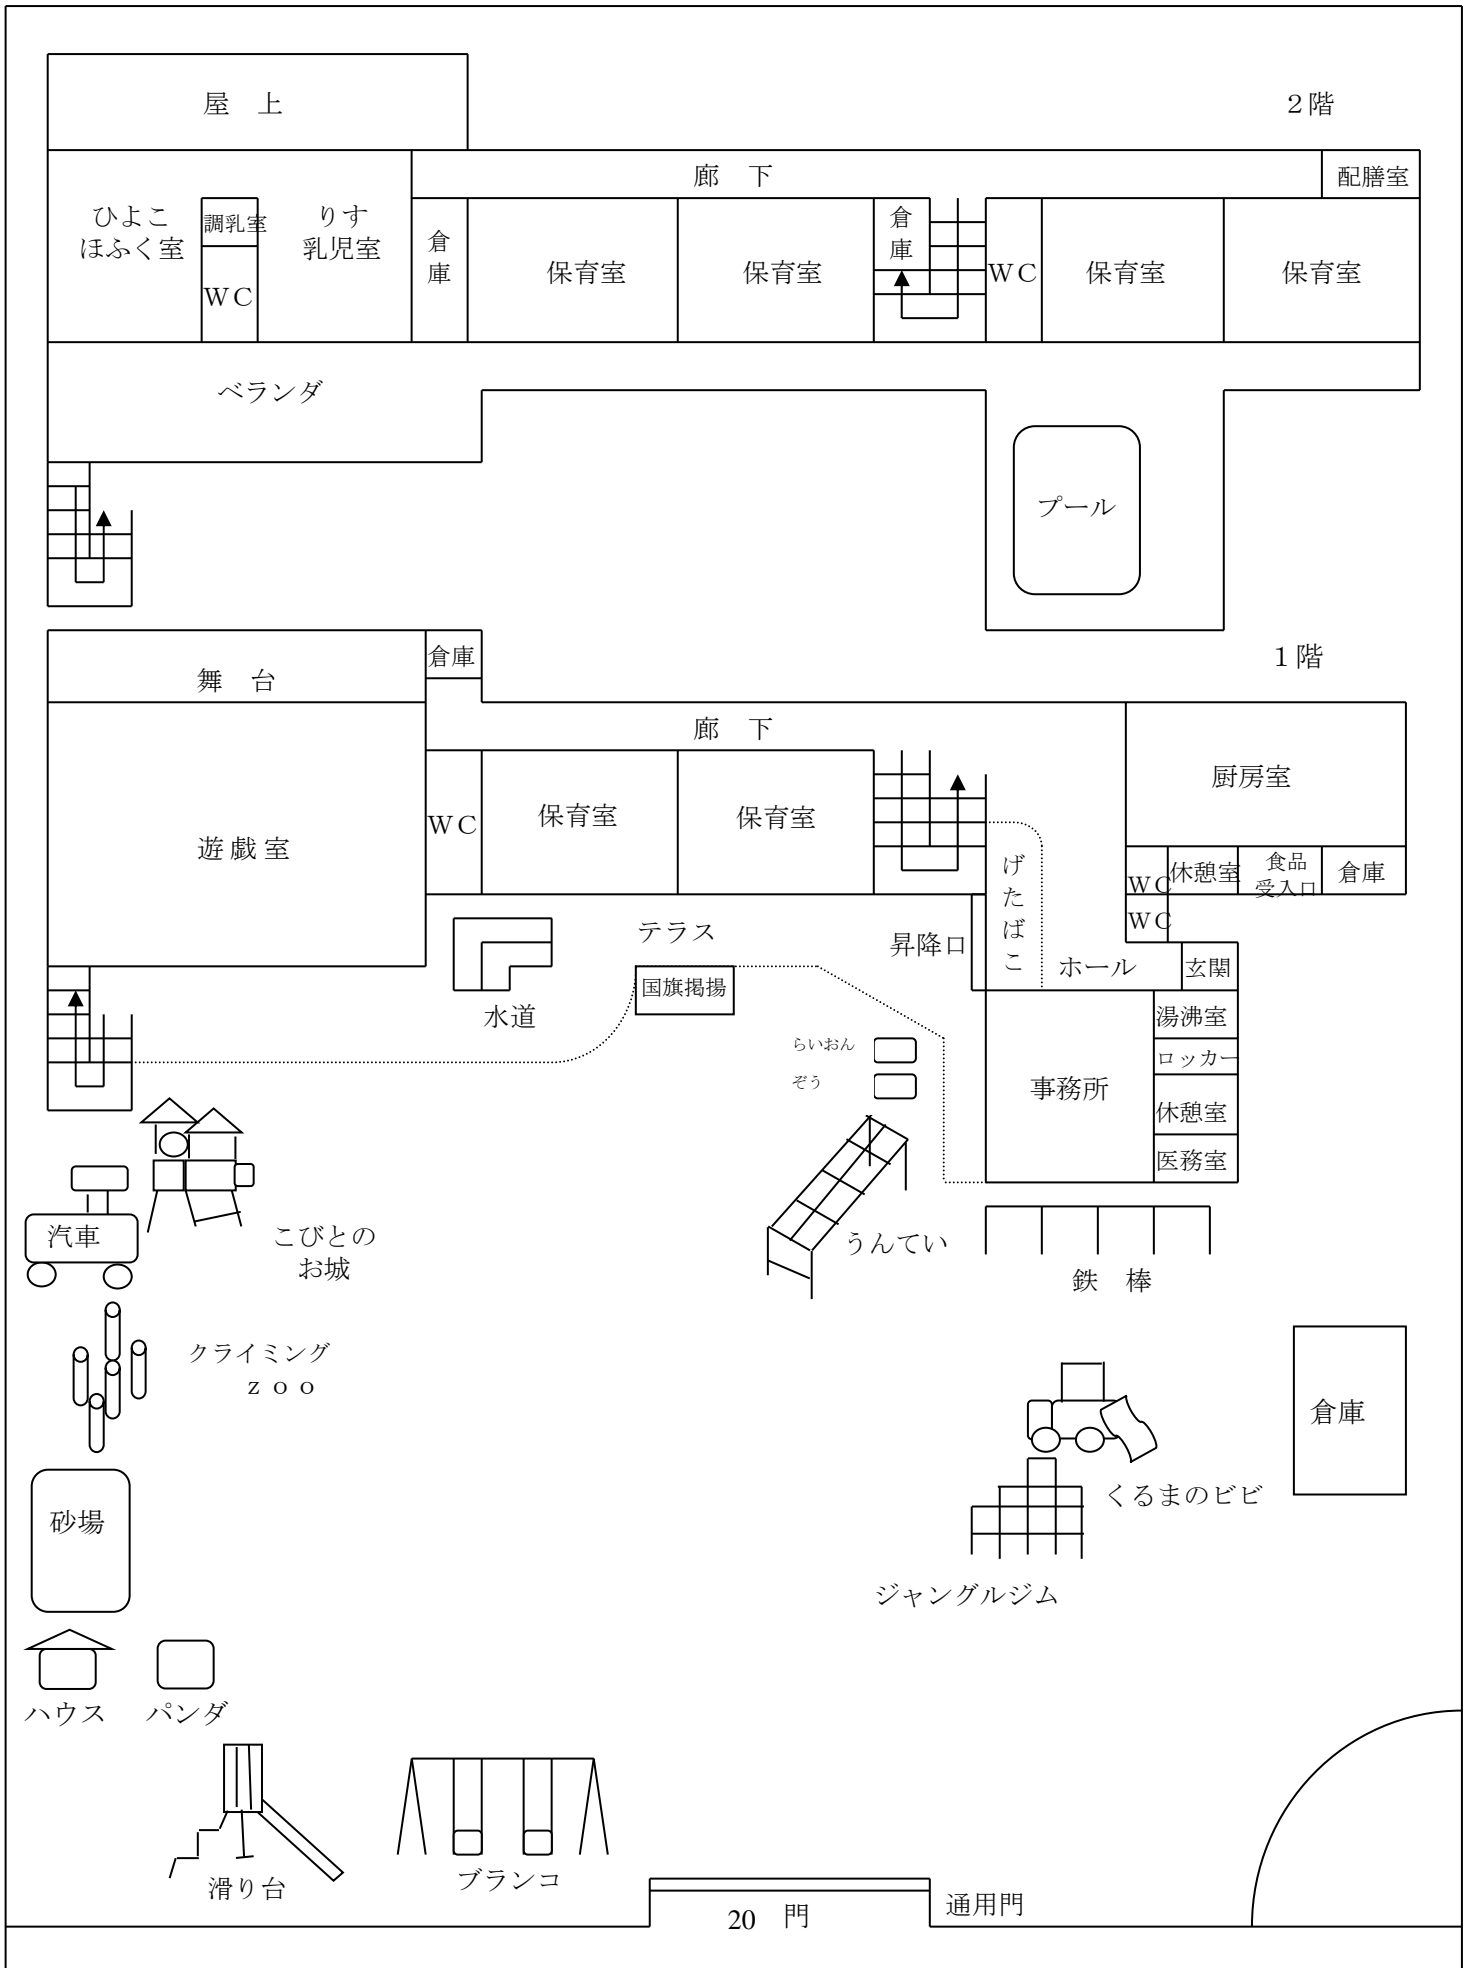 屋　上
２階
廊　下
配膳室
ひよこ
ほふく室
調乳室
ＷＣ
りす
乳児室
倉
庫
保育室
保育室
倉
庫
ＷＣ
保育室
保育室
ベランダ
プール
１階
舞　台
倉庫
廊　下
厨房室
遊戯室
ＷＣ
保育室
保育室
げたばこ
ＷＣ
休憩室
食品
受入口
倉庫
ＷＣ
テラス
昇降口
ホール
玄関
水道
国旗掲揚
湯沸室
らいおん
ロッカー
ぞう
事務所
休憩室
医務室
汽車
こびとの
お城
うんてい
鉄　棒
クライミング
ｚｏｏ
倉庫
くるまのビビ
砂場
ジャングルジム
ハウス
パンダ
滑り台
ブランコ
通用門
門
20